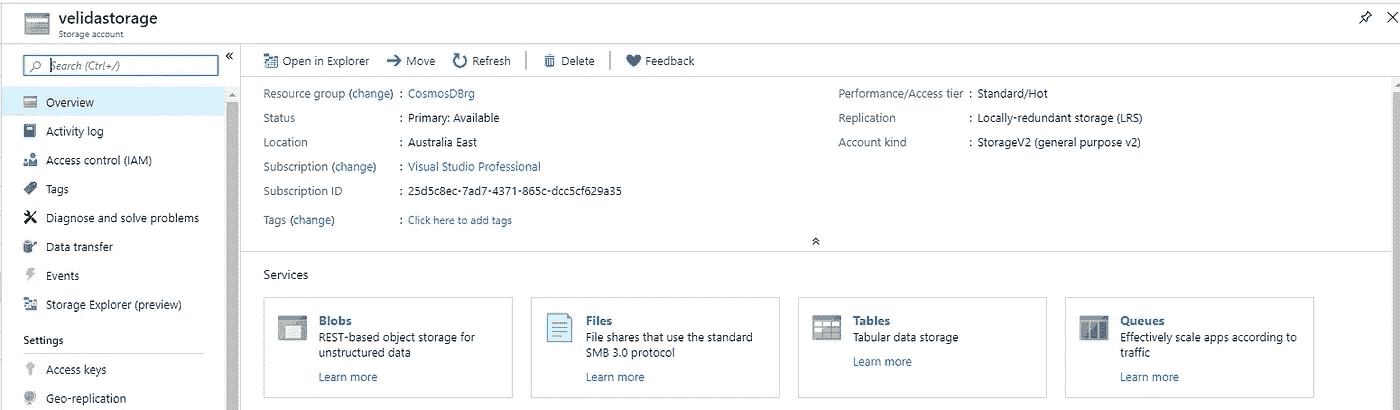 velidastorage
Storage account
Search (Ctrl+/)
«
Overview
Activity log
Access control (IAM)
Tags
Diagnose and solve problems
Data transfer
Events
Storage Explorer (preview)
Settings
Access keys
Geo-replication
Open in Explorer Move Refresh Delete Feedback
Resource group (change) : CosmosDBrg
Status : Primary: Available
Location : Australia East
Subscription (change) : Visual Studio Professional
Subscription ID : 25d5c8ec-7ad7-4371-865c-dcc5cf629a35
Tags (change) : Click here to add tags
Performance/Access tier : Standard/Hot
Replication : Locally-redundant storage (LRS)
Account kind : StorageV2 (general purpose v2)
Services
Blobs
REST-based object storage for
unstructured data
Learn more
Files
File shares that use the standard
SMB 3.0 protocol
Learn more
Tables
Tabular data storage
Learn more
Queues
Effectively scale apps according to
traffic
Learn more